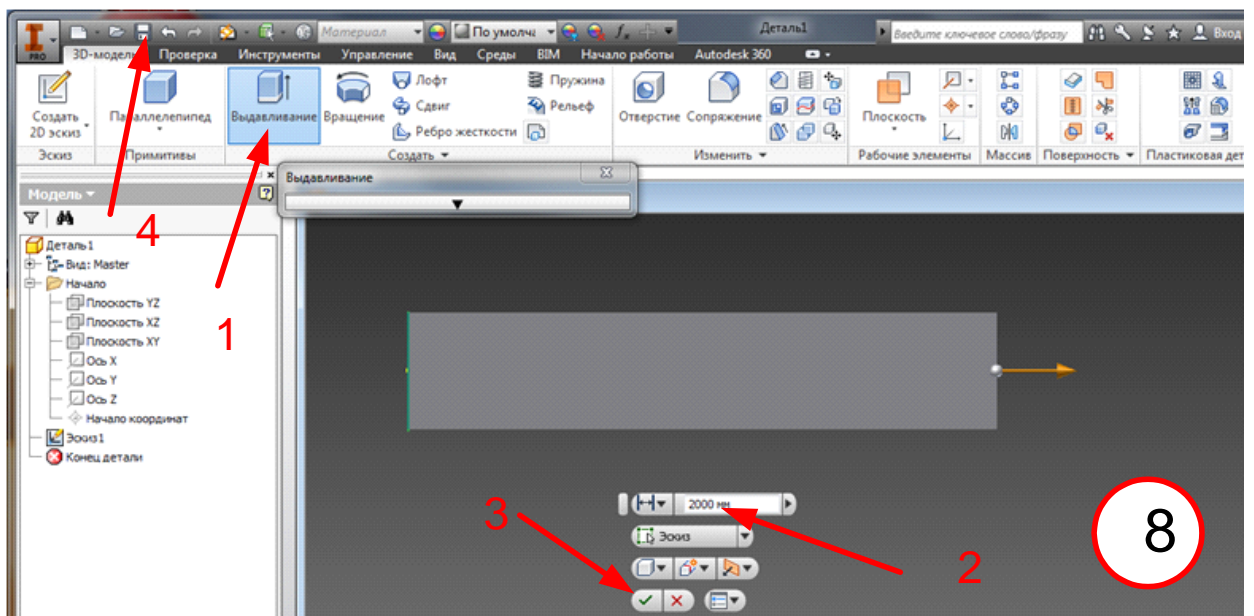 PRO
Материал
По умолча
Деталь1
Введите ключевое слово/фразу
Вход
3D-модель Проверка Инструменты Управление Вид Среды BIM Начало работы Autodesk 360
Создать 2D эскиз
Параллелепипед
Выдавливание
Вращение
Лофт
Сдвиг
Ребро жесткости
Пружина
Рельеф
Отверстие
Сопряжение
Плоскость
Эскиз Примитивы Создать Изменить Рабочие элементы Массив Поверхность Пластиковая дет
Выдавливание
Модель
4
1
Деталь1
Вид: Master
Начало
Плоскость YZ
Плоскость XZ
Плоскость XY
Ось X
Ось Y
Ось Z
Начало координат
Эскиз1
Конец детали
2000 мм
Эскиз
3
2
8